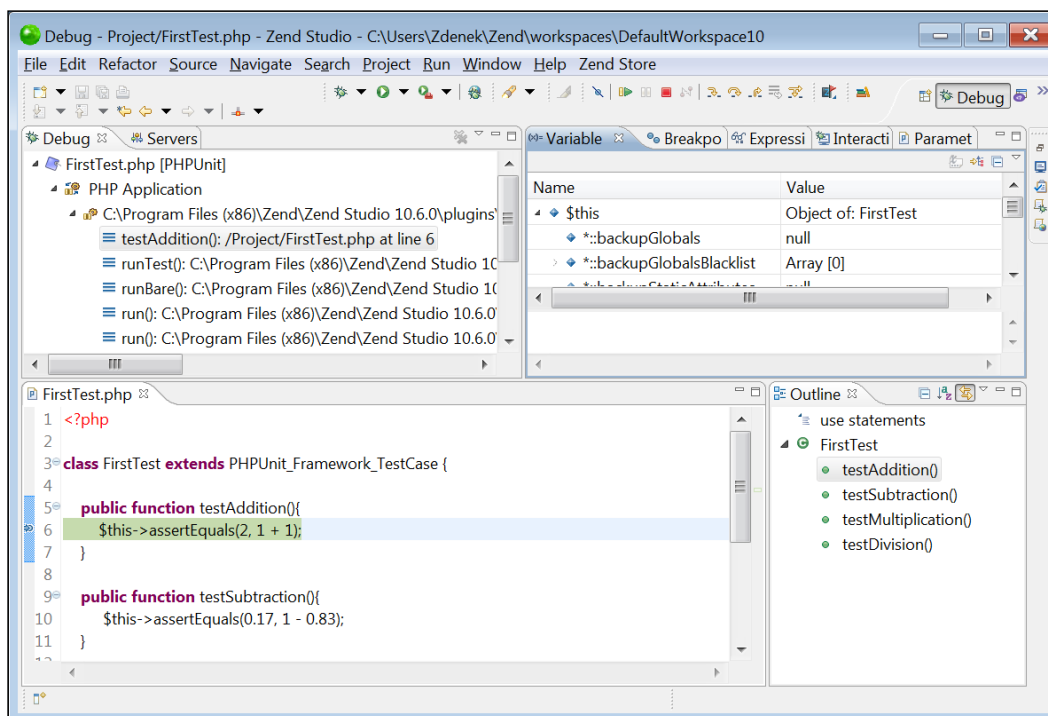 Debug - Project/FirstTest.php - Zend Studio - C:\Users\Zdenek\Zend\workspaces\DefaultWorkspace10
File Edit Refactor Source Navigate Search Project Run Window Help Zend Store
Debug
Debug Servers
FirstTest.php [PHPUnit]
PHP Application
C:\Program Files (x86)\Zend\Zend Studio 10.6.0\plugins\
testAddition(): /Project/FirstTest.php at line 6
runTest(): C:\Program Files (x86)\Zend\Zend Studio 10
runBare(): C:\Program Files (x86)\Zend\Zend Studio 10
run(): C:\Program Files (x86)\Zend\Zend Studio 10.6.0
run(): C:\Program Files (x86)\Zend\Zend Studio 10.6.0
Variable Breakpo Expressi Interacti Paramet
Name Value
$this Object of: FirstTest
*::backupGlobals null
*::backupGlobalsBlacklist Array [0]
*::backupStaticAttributes null
FirstTest.php
1 <?php
2
3 class FirstTest extends PHPUnit_Framework_TestCase {
4
5 public function testAddition(){
6 $this->assertEquals(2, 1 + 1);
7 }
8
9 public function testSubtraction(){
10 $this->assertEquals(0.17, 1 - 0.83);
11 }
12
Outline
use statements
FirstTest
testAddition()
testSubtraction()
testMultiplication()
testDivision()